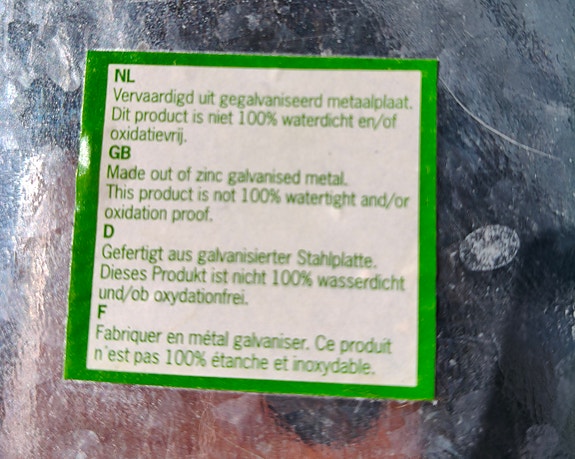 NL
Vervaardigd uit gegalvaniseerd metaalplaat.
Dit product is niet 100% waterdicht en/of
oxidatievrij.
GB
Made out of zinc galvanised metal.
This product is not 100% watertight and/or
oxidation proof.
D
Gefertigt aus galvanisierter Stahlplatte.
Dieses Produkt ist nicht 100% wasserdicht
und/ob oxydationfrei.
F
Fabriquer en métal galvaniser. Ce produit
n'est pas 100% étanche et inoxydable.